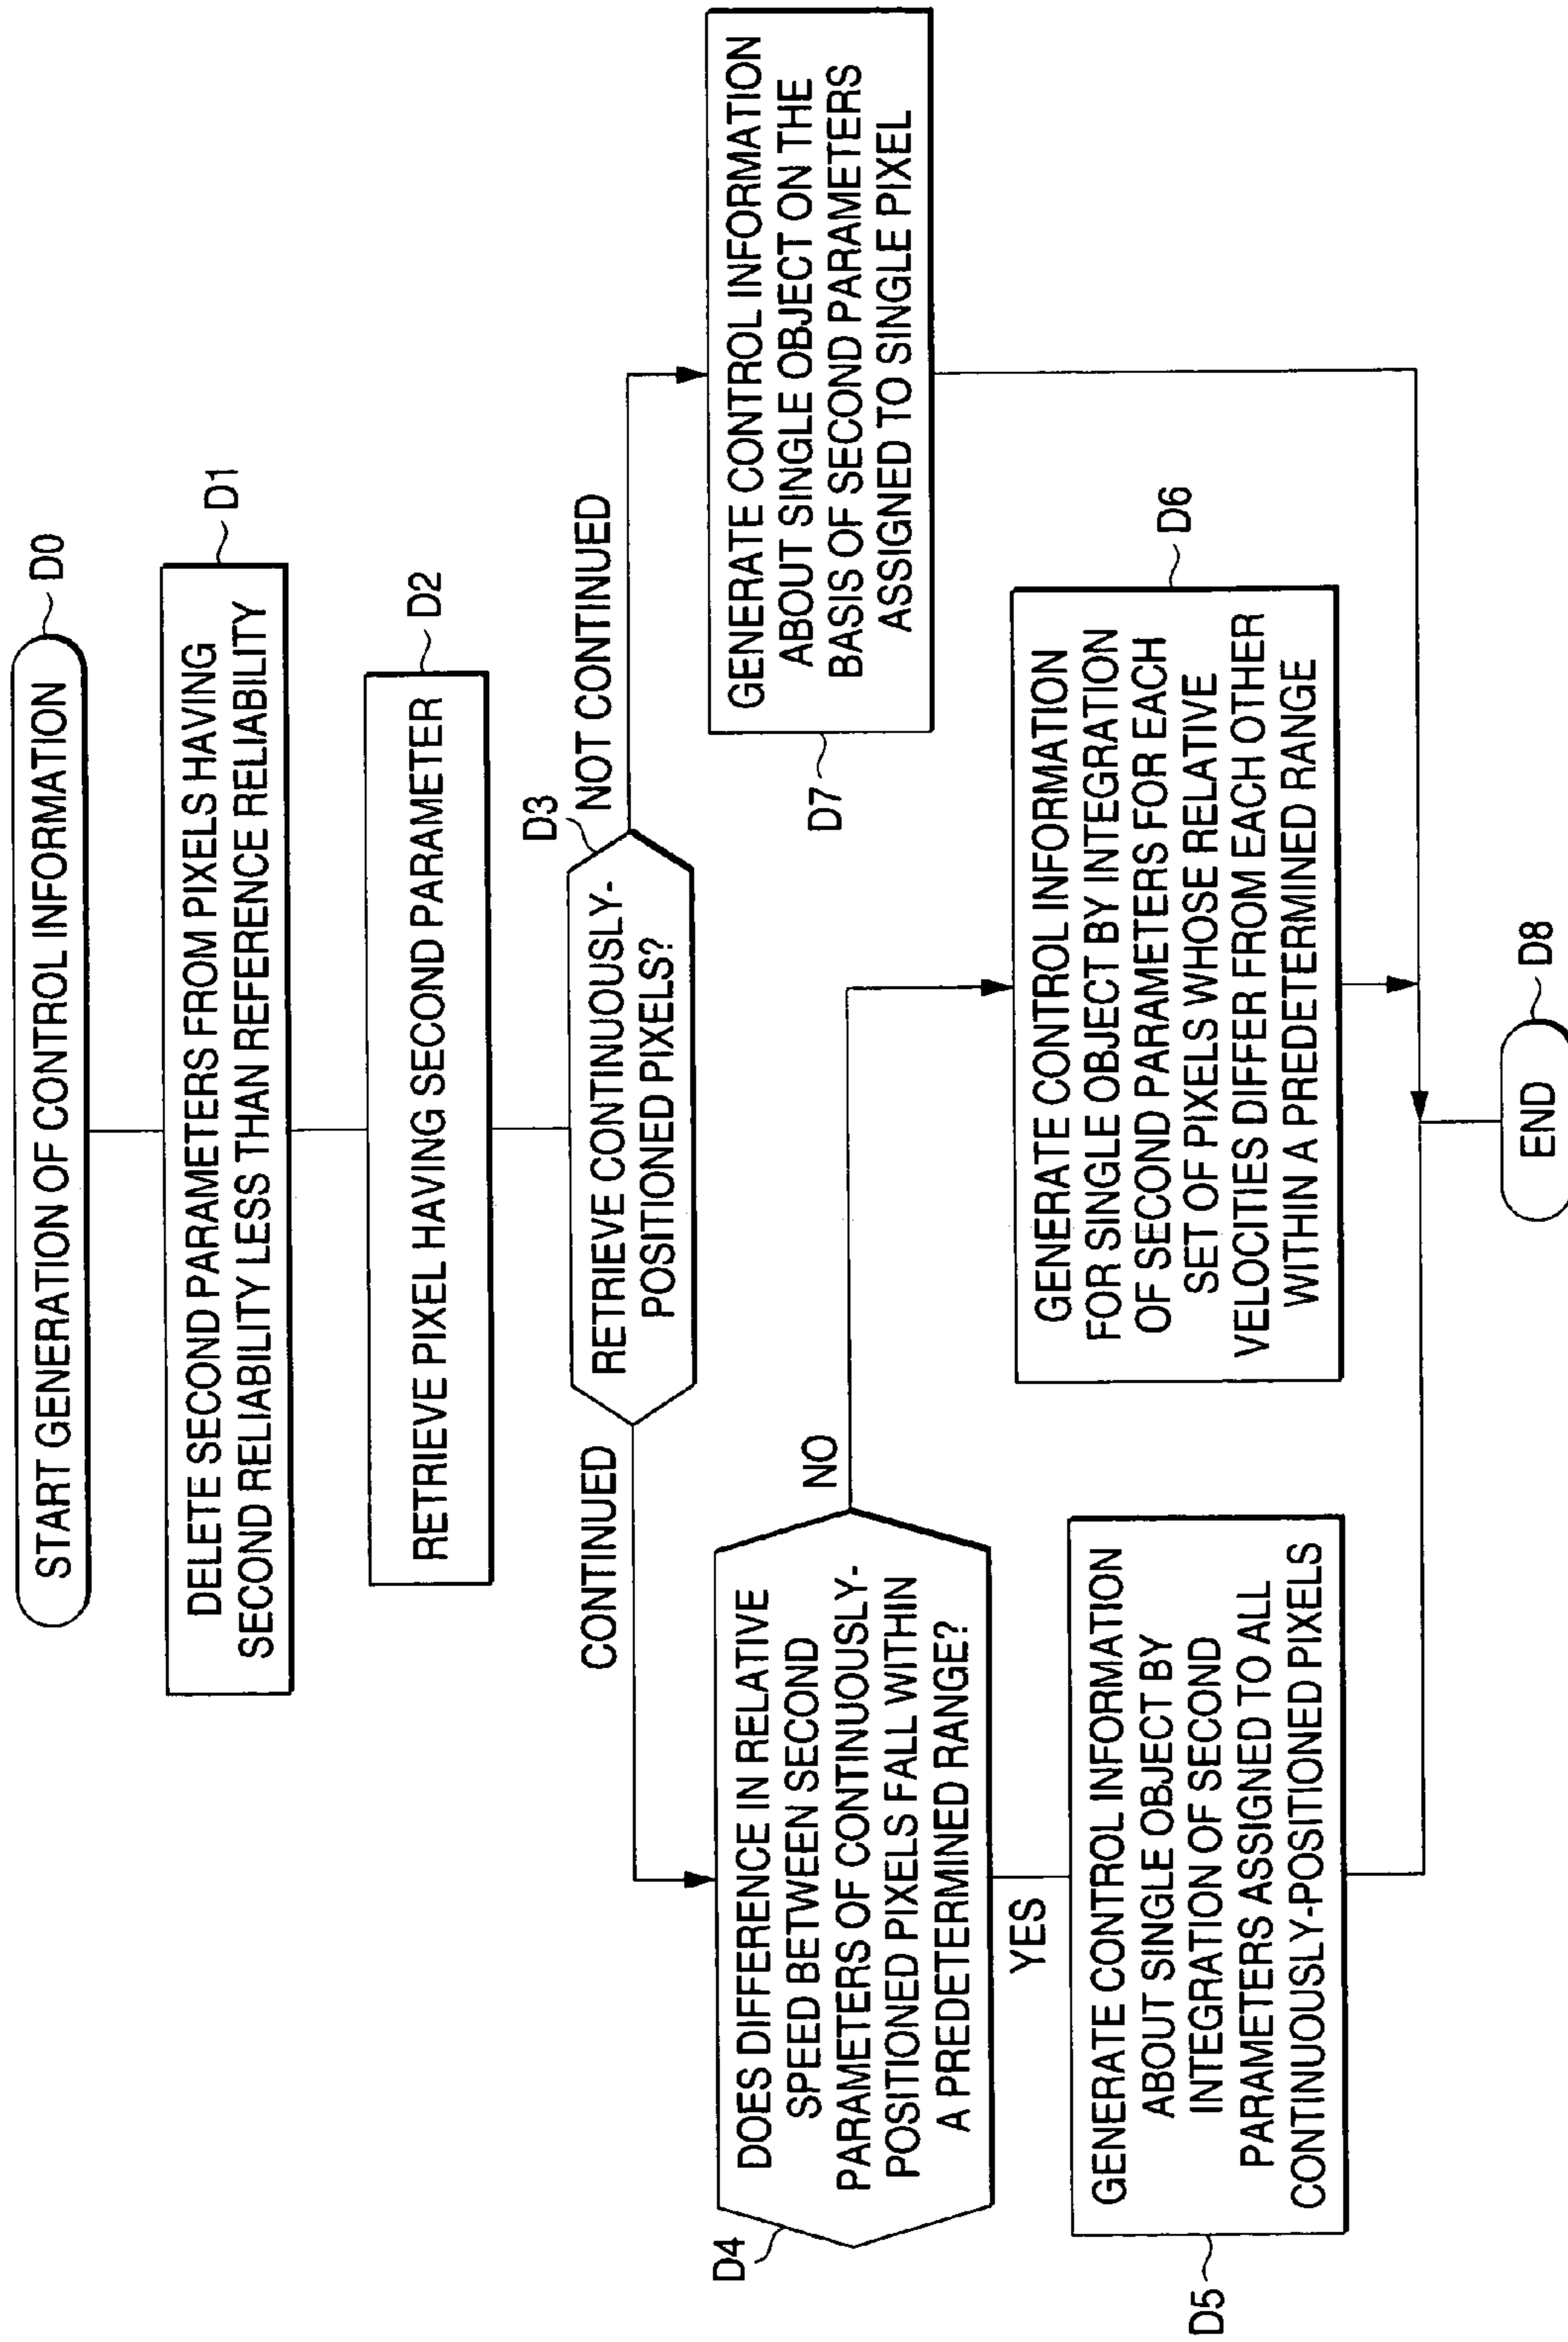 START GENERATION OF CONTROL INFORMATION
D0
DELETE SECOND PARAMETERS FROM PIXELS HAVING
SECOND RELIABILITY LESS THAN REFERENCE RELIABILITY
D1
RETRIEVE PIXEL HAVING SECOND PARAMETER
D2
RETRIEVE CONTINUOUSLY-
POSITIONED PIXELS?
D3
CONTINUED
NOT CONTINUED
DOES DIFFERENCE IN RELATIVE
SPEED BETWEEN SECOND
PARAMETERS OF CONTINUOUSLY-
POSITIONED PIXELS FALL WITHIN
A PREDETERMINED RANGE?
D4
NO
YES
GENERATE CONTROL INFORMATION
ABOUT SINGLE OBJECT BY
INTEGRATION OF SECOND
PARAMETERS ASSIGNED TO ALL
CONTINUOUSLY-POSITIONED PIXELS
D5
GENERATE CONTROL INFORMATION
FOR SINGLE OBJECT BY INTEGRATION
OF SECOND PARAMETERS FOR EACH
SET OF PIXELS WHOSE RELATIVE
VELOCITIES DIFFER FROM EACH OTHER
WITHIN A PREDETERMINED RANGE
D6
GENERATE CONTROL INFORMATION
ABOUT SINGLE OBJECT ON THE
BASIS OF SECOND PARAMETERS
ASSIGNED TO SINGLE PIXEL
D7
END
D8